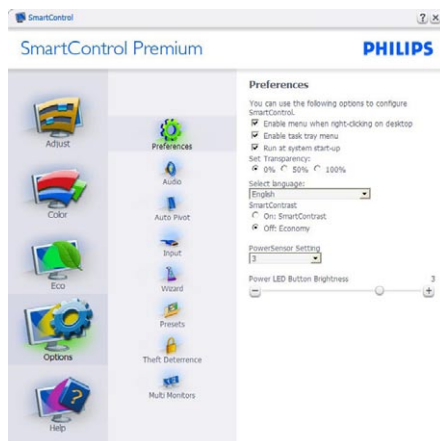 SmartControl
SmartControl Premium
PHILIPS
Adjust
Color
Eco
Options
Help
Preferences
Audio
Auto Pivot
Input
Wizard
Presets
Theft Deterrence
Multi Monitors
Preferences
You can use the following options to configure
SmartControl.
Enable menu when right-clicking on desktop
Enable task tray menu
Run at system start-up
Set Transparency:
0% 50% 100%
Select language:
English
SmartContrast
On: SmartContrast
Off: Economy
PowerSensor Setting
3
Power LED Button Brightness 3